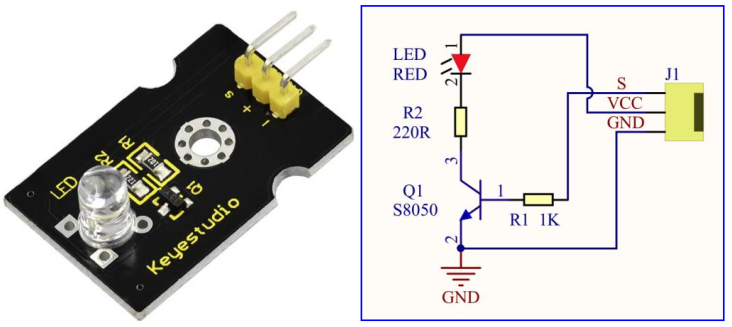 S
+
−
R1
R2
Q1
LED
Keyestudio
1
LED
RED
2
R2
220R
3
Q1
S8050
1
R1 1K
2
GND
J1
S
VCC
GND